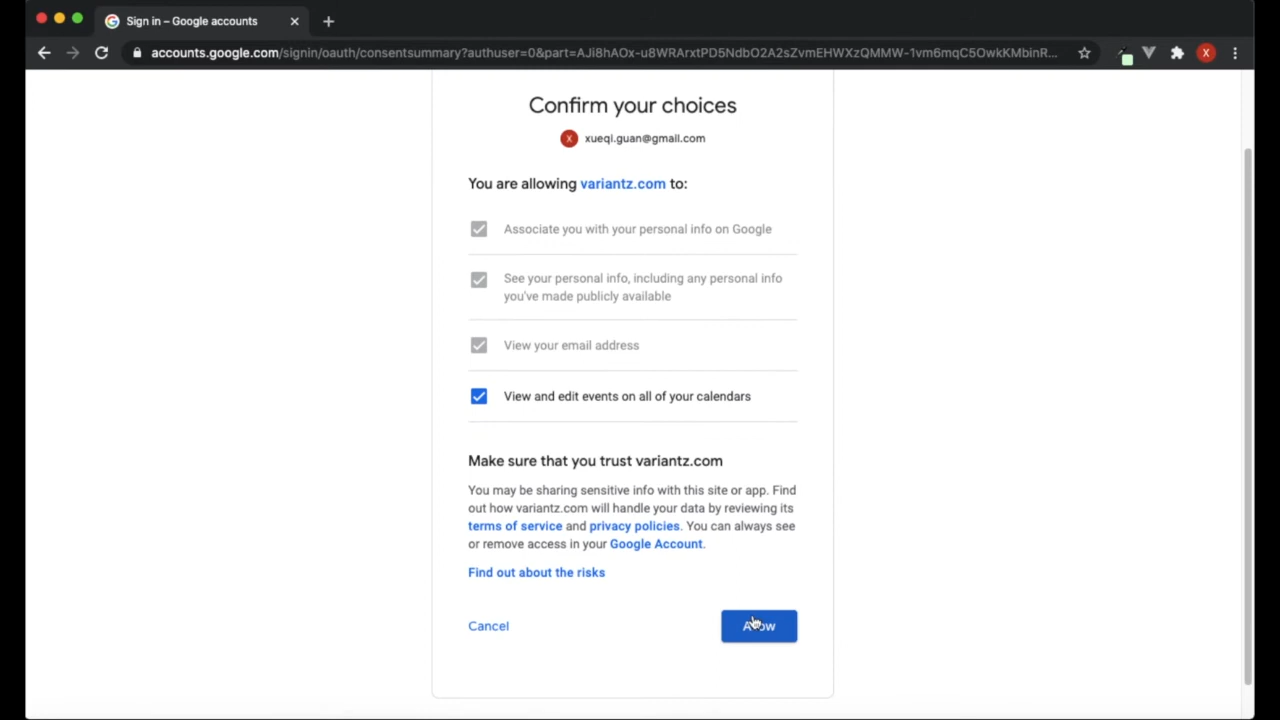 Sign in – Google accounts
accounts.google.com/signin/oauth/consentsummary?authuser=0&part=AJi8hAOx-u8WRArxtPD5NdbO2A2sZvmEHWXzQMMW-1vm6mqC5OwkKMbinR...
X
Confirm your choices
X xueqi.guan@gmail.com
You are allowing variantz.com to:
Associate you with your personal info on Google
See your personal info, including any personal info
you've made publicly available
View your email address
View and edit events on all of your calendars
Make sure that you trust variantz.com
You may be sharing sensitive info with this site or app. Find
out how variantz.com will handle your data by reviewing its
terms of service and privacy policies. You can always see
or remove access in your Google Account.
Find out about the risks
Cancel
Allow